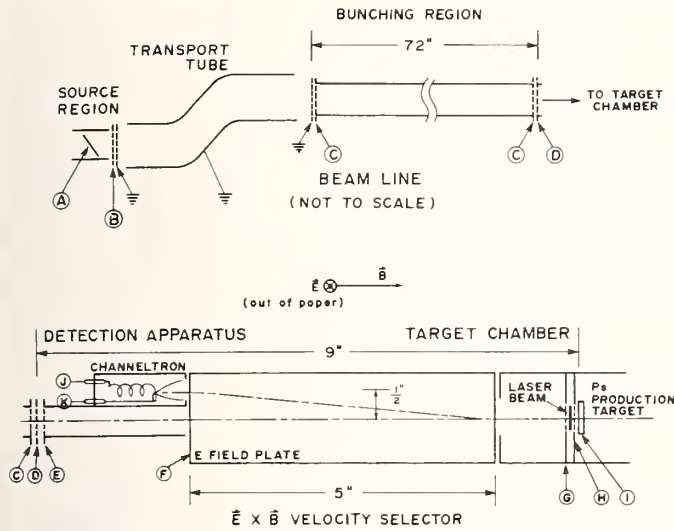 BUNCHING REGION
72"
TRANSPORT
TUBE
SOURCE
REGION
TO TARGET
CHAMBER
A
B
C
C
D
BEAM LINE
(NOT TO SCALE)
E⃗ ⊗ B⃗
(out of paper)
DETECTION APPARATUS
TARGET CHAMBER
9"
CHANNELTRON
J
K
1/2"
LASER
BEAM
Ps
PRODUCTION
TARGET
C
D
E
F
E FIELD PLATE
G
H
I
5"
E⃗ X B⃗ VELOCITY SELECTOR